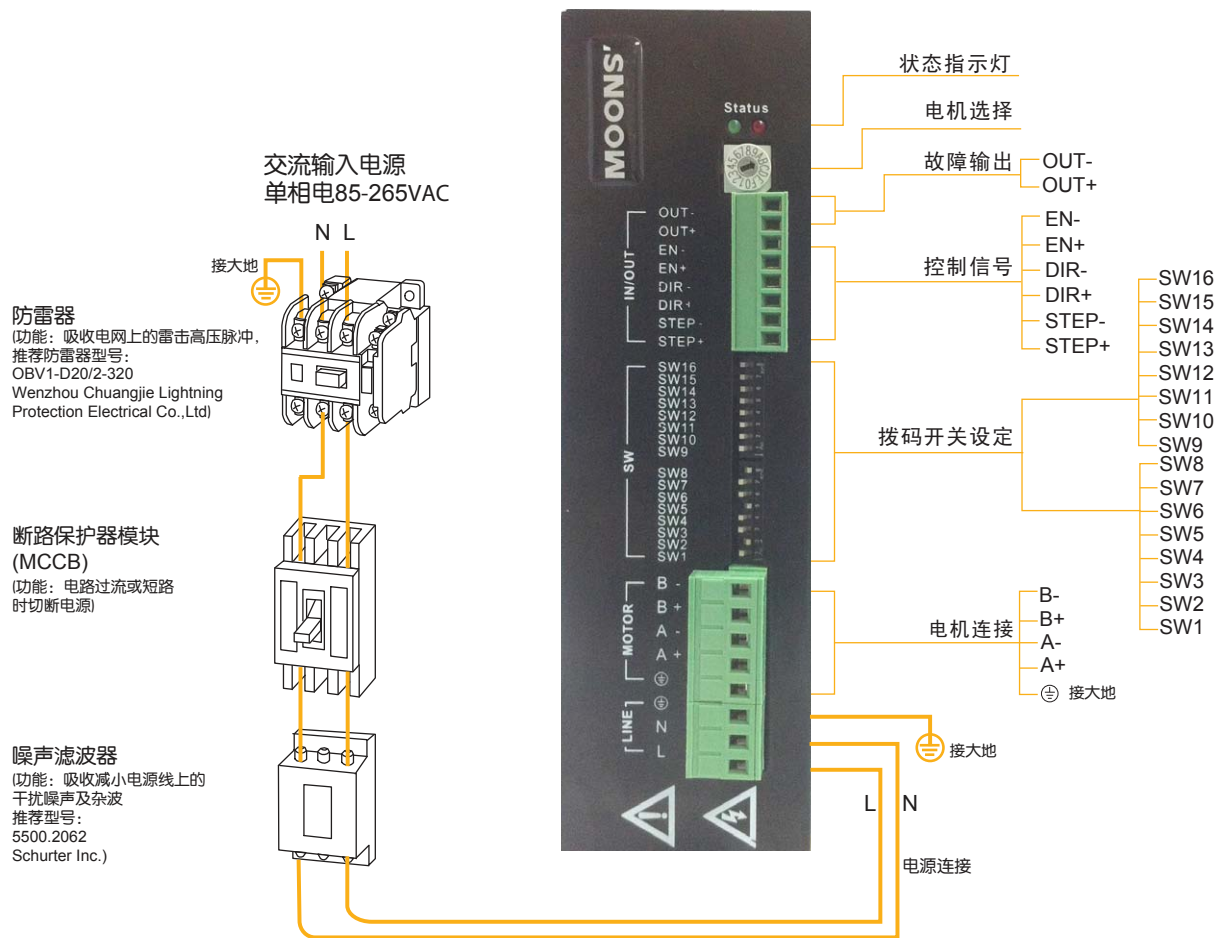 交流输入电源
单相电85-265VAC
N L
接大地
防雷器
(功能：吸收电网上的雷击高压脉冲，
推荐防雷器型号：
OBV1-D20/2-320
Wenzhou Chuangjie Lightning
Protection Electrical Co.,Ltd)
断路保护器模块
(MCCB)
(功能：电路过流或短路
时切断电源)
噪声滤波器
(功能：吸收减小电源线上的
干扰噪声及杂波
推荐型号：
5500.2062
Schurter Inc.)
MOONS'
Status
IN/OUT
OUT-
OUT+
EN-
EN+
DIR-
DIR+
STEP-
STEP+
SW
SW16
SW15
SW14
SW13
SW12
SW11
SW10
SW9
SW8
SW7
SW6
SW5
SW4
SW3
SW2
SW1
MOTOR
B -
B +
A -
A +
LINE
N
L
状态指示灯
电机选择
故障输出
OUT-
OUT+
控制信号
EN-
EN+
DIR-
DIR+
STEP-
STEP+
拨码开关设定
SW16
SW15
SW14
SW13
SW12
SW11
SW10
SW9
SW8
SW7
SW6
SW5
SW4
SW3
SW2
SW1
电机连接
B-
B+
A-
A+
接大地
接大地
L N
电源连接